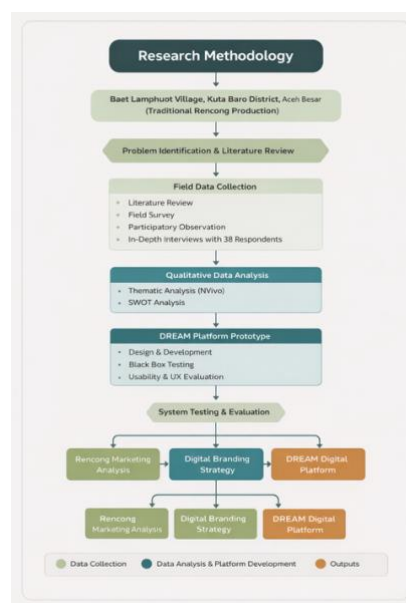 Research Methodology
Baet Lamphuot Village, Kuta Baro District, Aceh Besar
(Traditional Rencong Production)
Problem Identification & Literature Review
Field Data Collection
Literature Review
Field Survey
Participatory Observation
In-Depth Interviews with 38 Respondents
Qualitative Data Analysis
Thematic Analysis (NVivo)
SWOT Analysis
DREAM Platform Prototype
Design & Development
Black Box Testing
Usability & UX Evaluation
System Testing & Evaluation
Rencong Marketing
Analysis
Digital Branding
Strategy
DREAM Digital
Platform
Rencong
Marketing Analysis
Digital Branding
Strategy
DREAM Digital
Platform
Data Collection
Data Analysis & Platform Development
Outputs